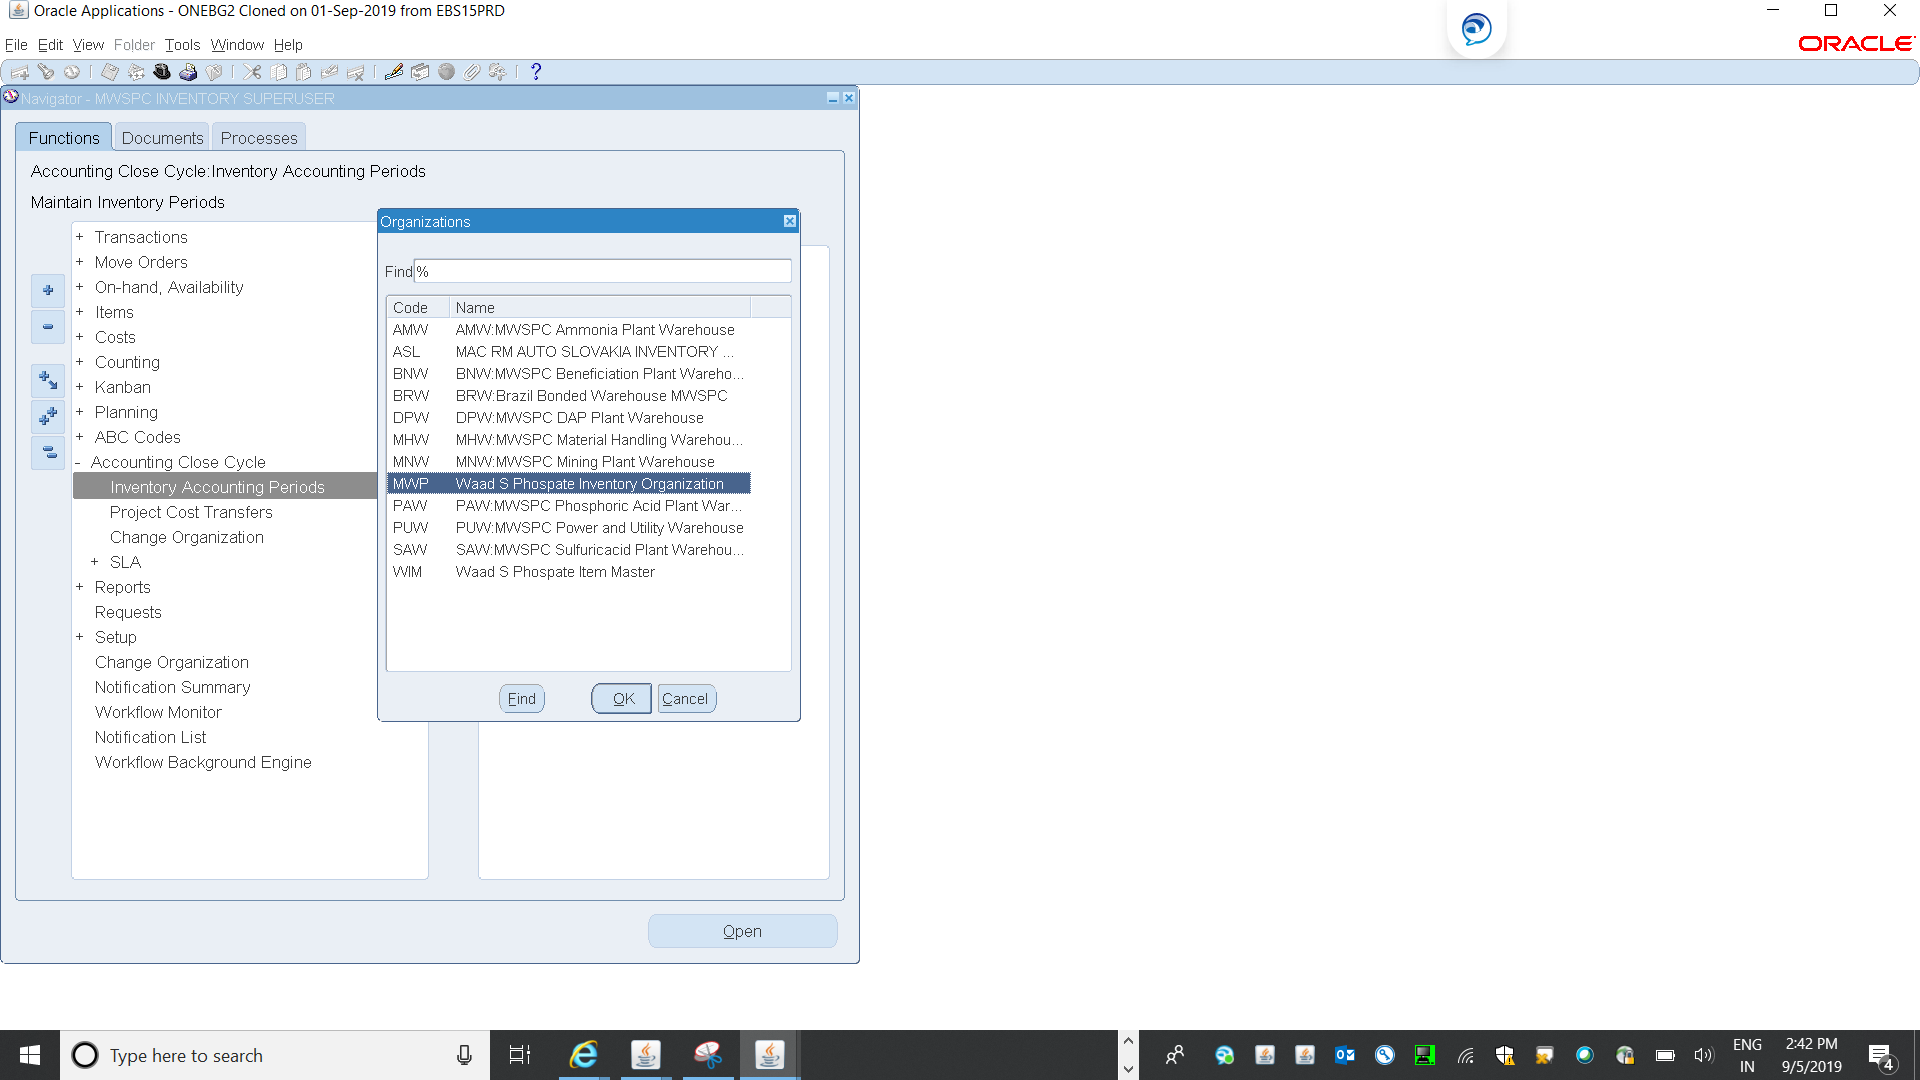 Oracle Applications - ONEBG2 Cloned on 01-Sep-2019 from EBS15PRD
File Edit View Folder Tools Window Help
ORACLE
Navigator - MWSPC INVENTORY SUPERUSER
Functions Documents Processes
Accounting Close Cycle:Inventory Accounting Periods
Maintain Inventory Periods
+ Transactions
+ Move Orders
+ On-hand, Availability
+ Items
+ Costs
+ Counting
+ Kanban
+ Planning
+ ABC Codes
- Accounting Close Cycle
Inventory Accounting Periods
Project Cost Transfers
Change Organization
+ SLA
+ Reports
Requests
+ Setup
Change Organization
Notification Summary
Workflow Monitor
Notification List
Workflow Background Engine
Organizations
Find %
Code Name
AMW AMW:MWSPC Ammonia Plant Warehouse
ASL MAC RM AUTO SLOVAKIA INVENTORY ...
BNW BNW:MWSPC Beneficiation Plant Wareho...
BRW BRW:Brazil Bonded Warehouse MWSPC
DPW DPW:MWSPC DAP Plant Warehouse
MHW MHW:MWSPC Material Handling Warehou...
MNW MNW:MWSPC Mining Plant Warehouse
MWP Waad S Phospate Inventory Organization
PAW PAW:MWSPC Phosphoric Acid Plant War...
PUW PUW:MWSPC Power and Utility Warehouse
SAW SAW:MWSPC Sulfuricacid Plant Warehou...
WIM Waad S Phospate Item Master
Find OK Cancel
Open
Type here to search
ENG
IN
2:42 PM
9/5/2019
4